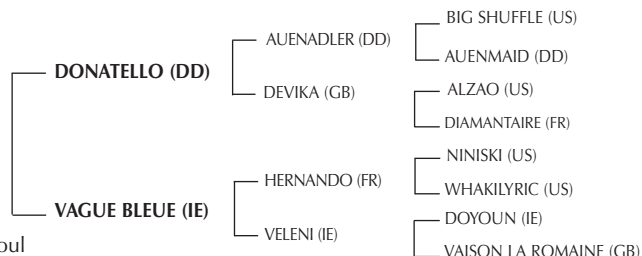 BIG SHUFFLE (US)
AUENADLER (DD)
AUENMAID (DD)
DONATELLO (DD)
ALZAO (US)
DEVIKA (GB)
DIAMANTAIRE (FR)
NINISKI (US)
HERNANDO (FR)
WHAKILYRIC (US)
VAGUE BLEUE (IE)
DOYOUN (IE)
VELENI (IE)
oul
VAISON LA ROMAINE (GB)